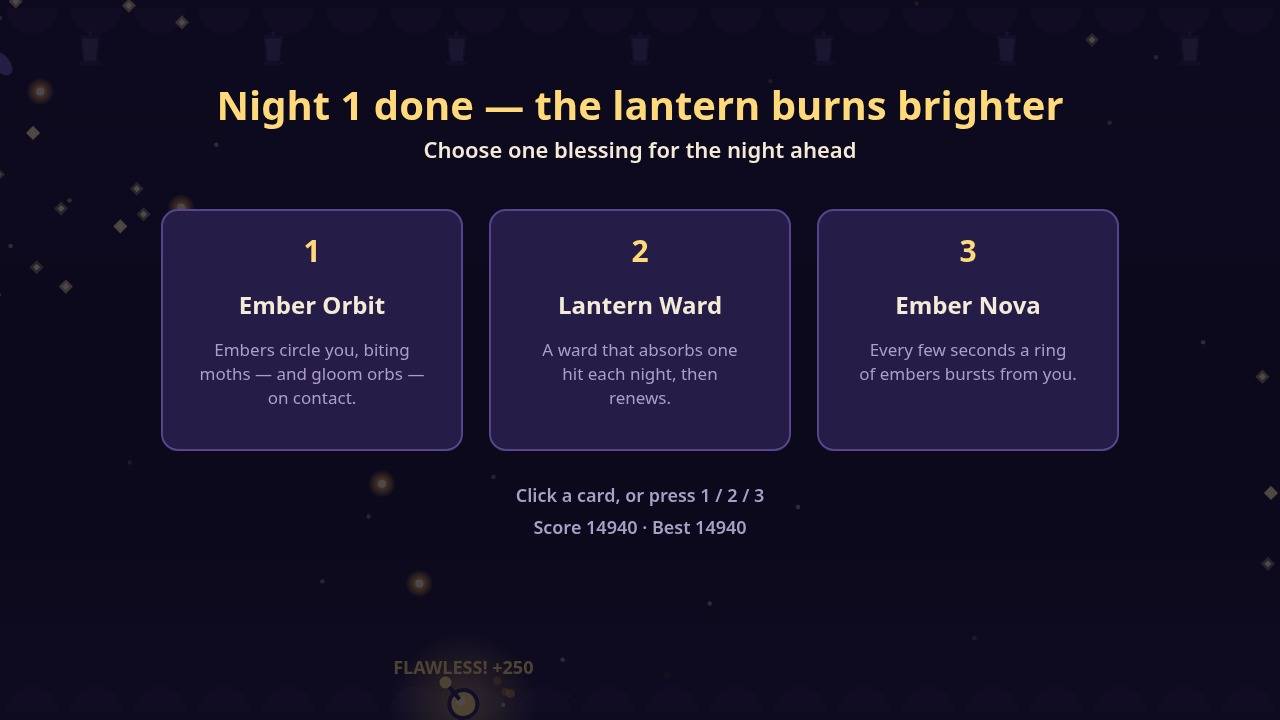 Night 1 done — the lantern burns brighter
Choose one blessing for the night ahead
1
Ember Orbit
Embers circle you, biting
moths — and gloom orbs —
on contact.
2
Lantern Ward
A ward that absorbs one
hit each night, then
renews.
3
Ember Nova
Every few seconds a ring
of embers bursts from you.
Click a card, or press 1 / 2 / 3
Score 14940 · Best 14940
FLAWLESS! +250